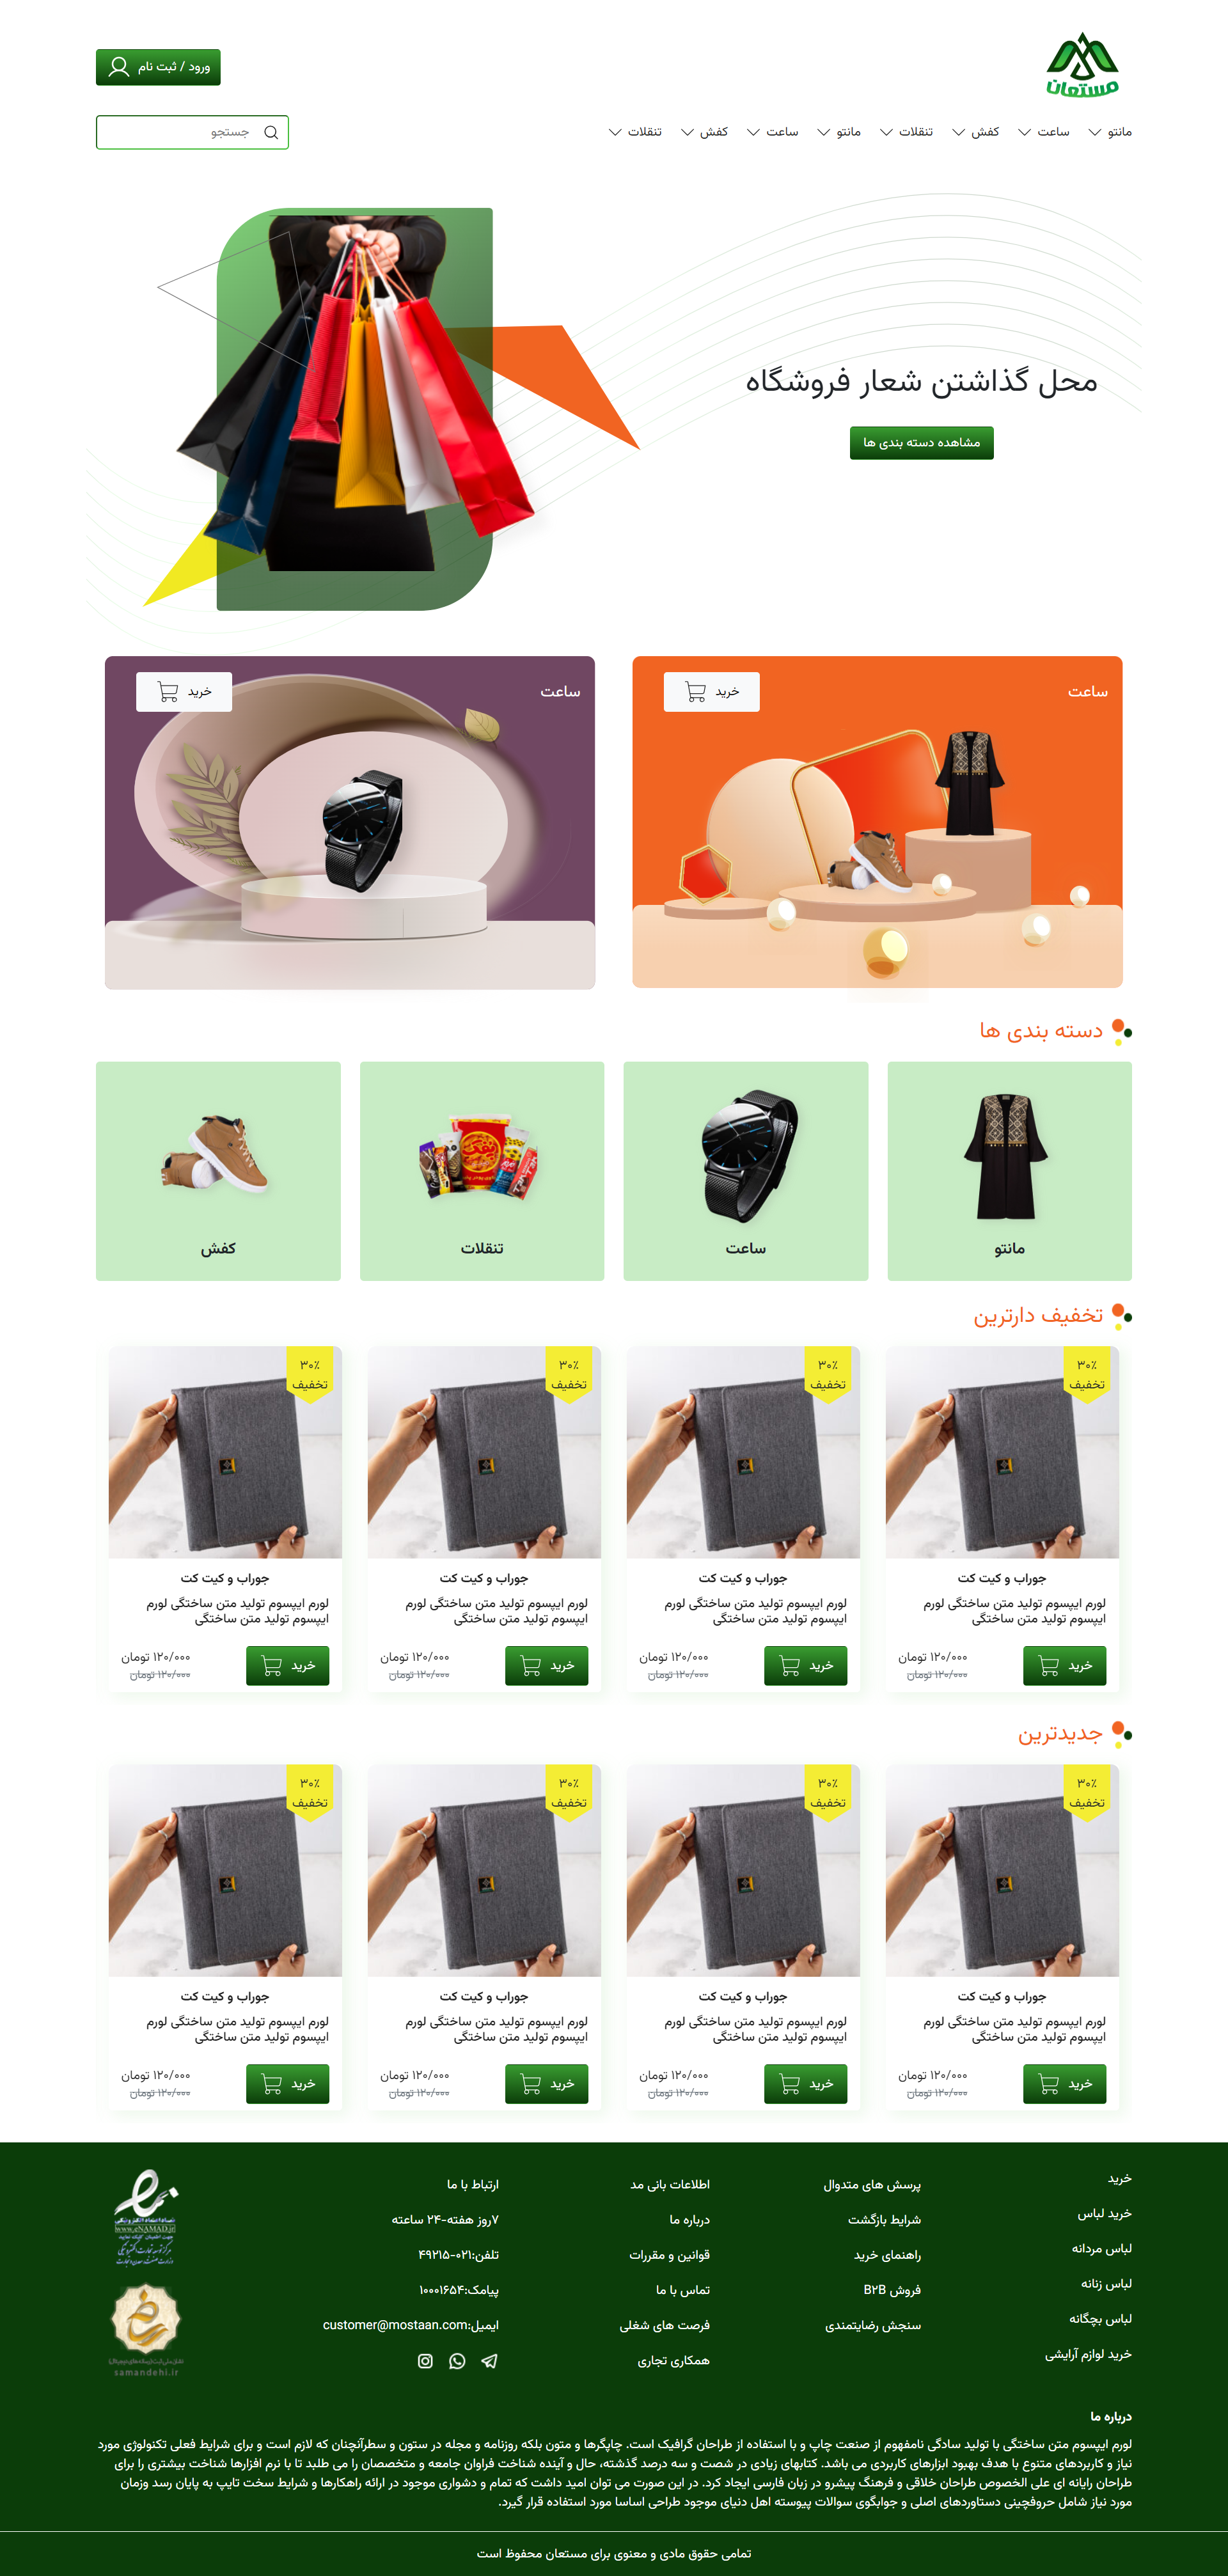 مستعان
ورود / ثبت نام
مانتو
ساعت
کفش
تنقلات
مانتو
ساعت
کفش
تنقلات
جستجو
محل گذاشتن شعار فروشگاه
مشاهده دسته بندی ها
ساعت
خرید
ساعت
خرید
دسته بندی ها
مانتو
ساعت
تنقلات
کفش
تخفیف دارترین
۳۰٪
تخفیف
جوراب و کیت کت
لورم ایپسوم تولید متن ساختگی لورم
ایپسوم تولید متن ساختگی
خرید
۱۲۰/۰۰۰ تومان
۱۲۰/۰۰۰ تومان
۳۰٪
تخفیف
جوراب و کیت کت
لورم ایپسوم تولید متن ساختگی لورم
ایپسوم تولید متن ساختگی
خرید
۱۲۰/۰۰۰ تومان
۱۲۰/۰۰۰ تومان
۳۰٪
تخفیف
جوراب و کیت کت
لورم ایپسوم تولید متن ساختگی لورم
ایپسوم تولید متن ساختگی
خرید
۱۲۰/۰۰۰ تومان
۱۲۰/۰۰۰ تومان
۳۰٪
تخفیف
جوراب و کیت کت
لورم ایپسوم تولید متن ساختگی لورم
ایپسوم تولید متن ساختگی
خرید
۱۲۰/۰۰۰ تومان
۱۲۰/۰۰۰ تومان
جدیدترین
۳۰٪
تخفیف
جوراب و کیت کت
لورم ایپسوم تولید متن ساختگی لورم
ایپسوم تولید متن ساختگی
خرید
۱۲۰/۰۰۰ تومان
۱۲۰/۰۰۰ تومان
۳۰٪
تخفیف
جوراب و کیت کت
لورم ایپسوم تولید متن ساختگی لورم
ایپسوم تولید متن ساختگی
خرید
۱۲۰/۰۰۰ تومان
۱۲۰/۰۰۰ تومان
۳۰٪
تخفیف
جوراب و کیت کت
لورم ایپسوم تولید متن ساختگی لورم
ایپسوم تولید متن ساختگی
خرید
۱۲۰/۰۰۰ تومان
۱۲۰/۰۰۰ تومان
۳۰٪
تخفیف
جوراب و کیت کت
لورم ایپسوم تولید متن ساختگی لورم
ایپسوم تولید متن ساختگی
خرید
۱۲۰/۰۰۰ تومان
۱۲۰/۰۰۰ تومان
خرید
خرید لباس
لباس مردانه
لباس زنانه
لباس بچگانه
خرید لوازم آرایشی
پرسش های متدوال
شرایط بازگشت
راهنمای خرید
فروش B۲B
سنجش رضایتمندی
اطلاعات بانی مد
درباره ما
قوانین و مقررات
تماس با ما
فرصت های شغلی
همکاری تجاری
ارتباط با ما
۷روز هفته-۲۴ ساعته
تلفن:۰۲۱-۴۹۲۱۵
پیامک:۱۰۰۰۱۶۵۴
ایمیل:customer@mostaan.com
www.eNAMAD.ir
samandehi.ir
درباره ما
لورم ایپسوم متن ساختگی با تولید سادگی نامفهوم از صنعت چاپ و با استفاده از طراحان گرافیک است. چاپگرها و متون بلکه روزنامه و مجله در ستون و سطرآنچنان که لازم است و برای شرایط فعلی تکنولوژی مورد
نیاز و کاربردهای متنوع با هدف بهبود ابزارهای کاربردی می باشد. کتابهای زیادی در شصت و سه درصد گذشته، حال و آینده شناخت فراوان جامعه و متخصصان را می طلبد تا با نرم افزارها شناخت بیشتری را برای
طراحان رایانه ای علی الخصوص طراحان خلاقی و فرهنگ پیشرو در زبان فارسی ایجاد کرد. در این صورت می توان امید داشت که تمام و دشواری موجود در ارائه راهکارها و شرایط سخت تایپ به پایان رسد وزمان
مورد نیاز شامل حروفچینی دستاوردهای اصلی و جوابگوی سوالات پیوسته اهل دنیای موجود طراحی اساسا مورد استفاده قرار گیرد.
تمامی حقوق مادی و معنوی برای مستعان محفوظ است